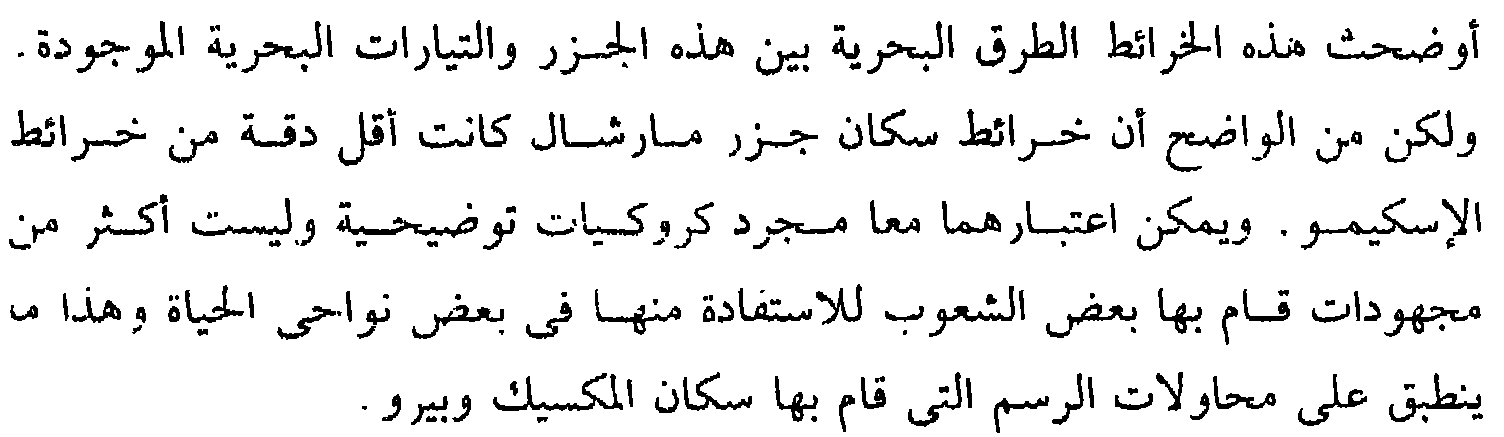 أوضحت هذه الخرائط الطرق البحرية بين هذه الجزر والتيارات البحرية الموجودة.
ولكن من الواضح أن خرائط سكان جزر مارشال كانت أقل دقة من خرائط
الإسكيمو . ويمكن اعتبارهما معا مجرد كروكيات توضيحية وليست أكثر من
مجهودات قام بها بعض الشعوب للاستفادة منها فى بعض نواحى الحياة وهذا ما
ينطبق على محاولات الرسم التى قام بها سكان المكسيك وبيرو .